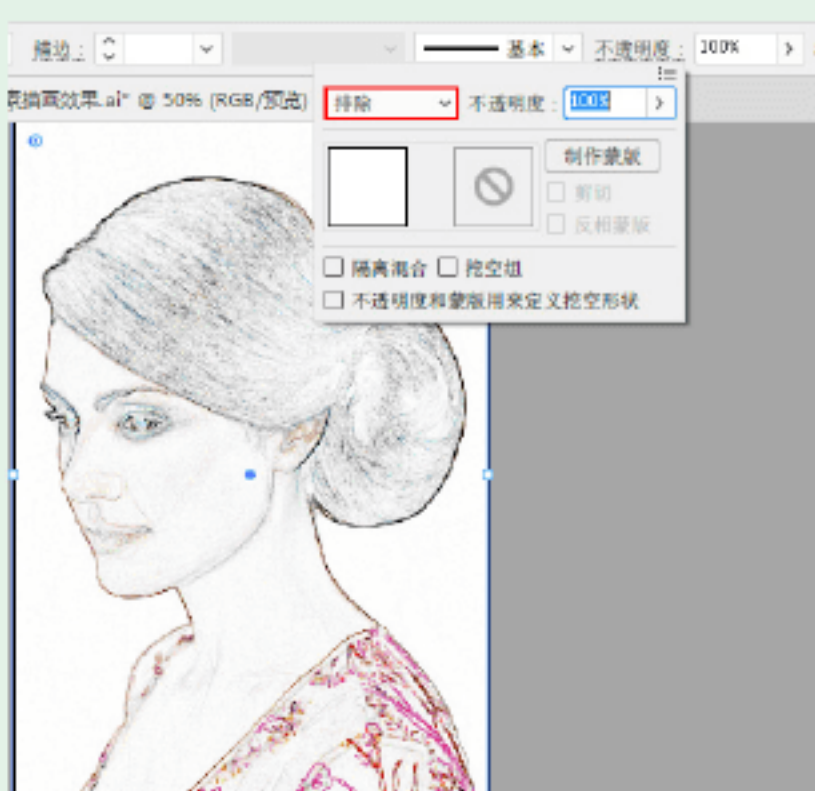 描边： 基本 不透明度： 100%
素描画效果.ai* @ 50% (RGB/预览)
排除 不透明度： 100%
制作蒙版
剪切
反相蒙版
隔离混合 挖空组
不透明度和蒙版用来定义挖空形状